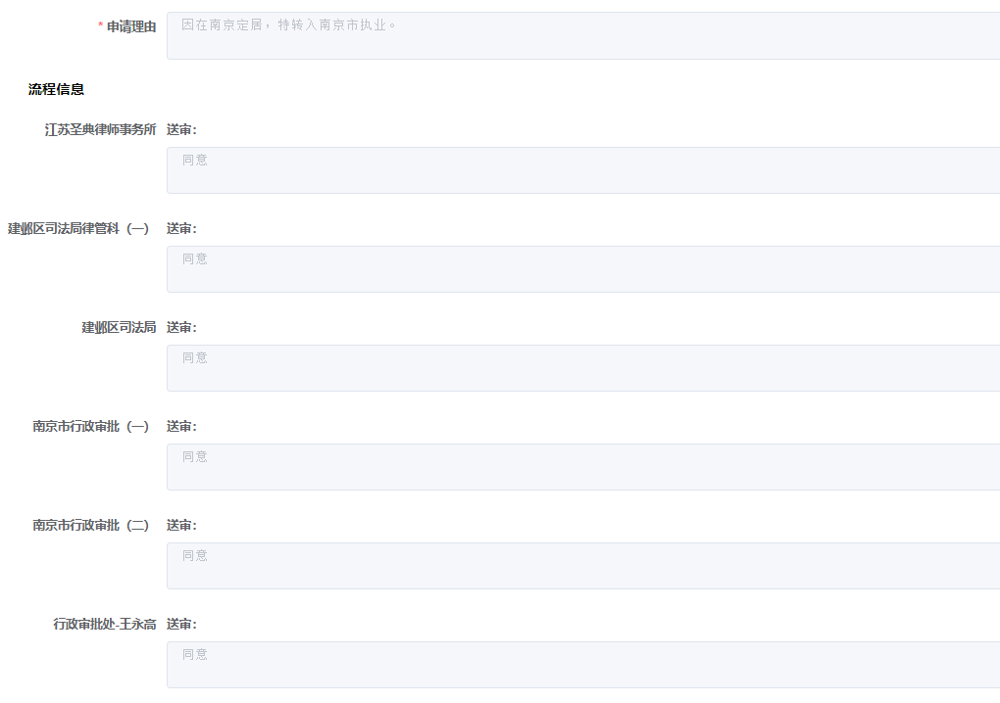 * 申请理由 因在南京定居，特转入南京市执业。
流程信息
江苏圣典律师事务所 送审：
同意
建邺区司法局律管科（一） 送审：
同意
建邺区司法局 送审：
同意
南京市行政审批（一） 送审：
同意
南京市行政审批（二） 送审：
同意
行政审批处-王永高 送审：
同意